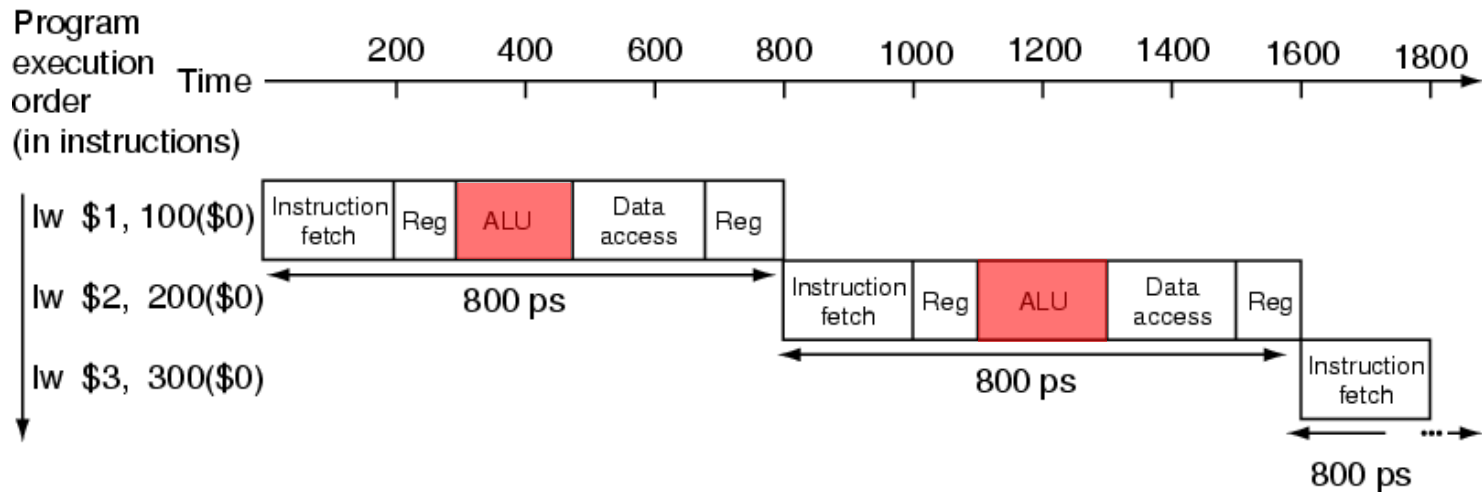 Program
execution
order
(in instructions)
Time
200 400 600 800 1000 1200 1400 1600 1800
lw $1, 100($0)
Instruction
fetch
Reg
ALU
Data
access
Reg
800 ps
lw $2, 200($0)
Instruction
fetch
Reg
ALU
Data
access
Reg
800 ps
lw $3, 300($0)
Instruction
fetch
...
800 ps